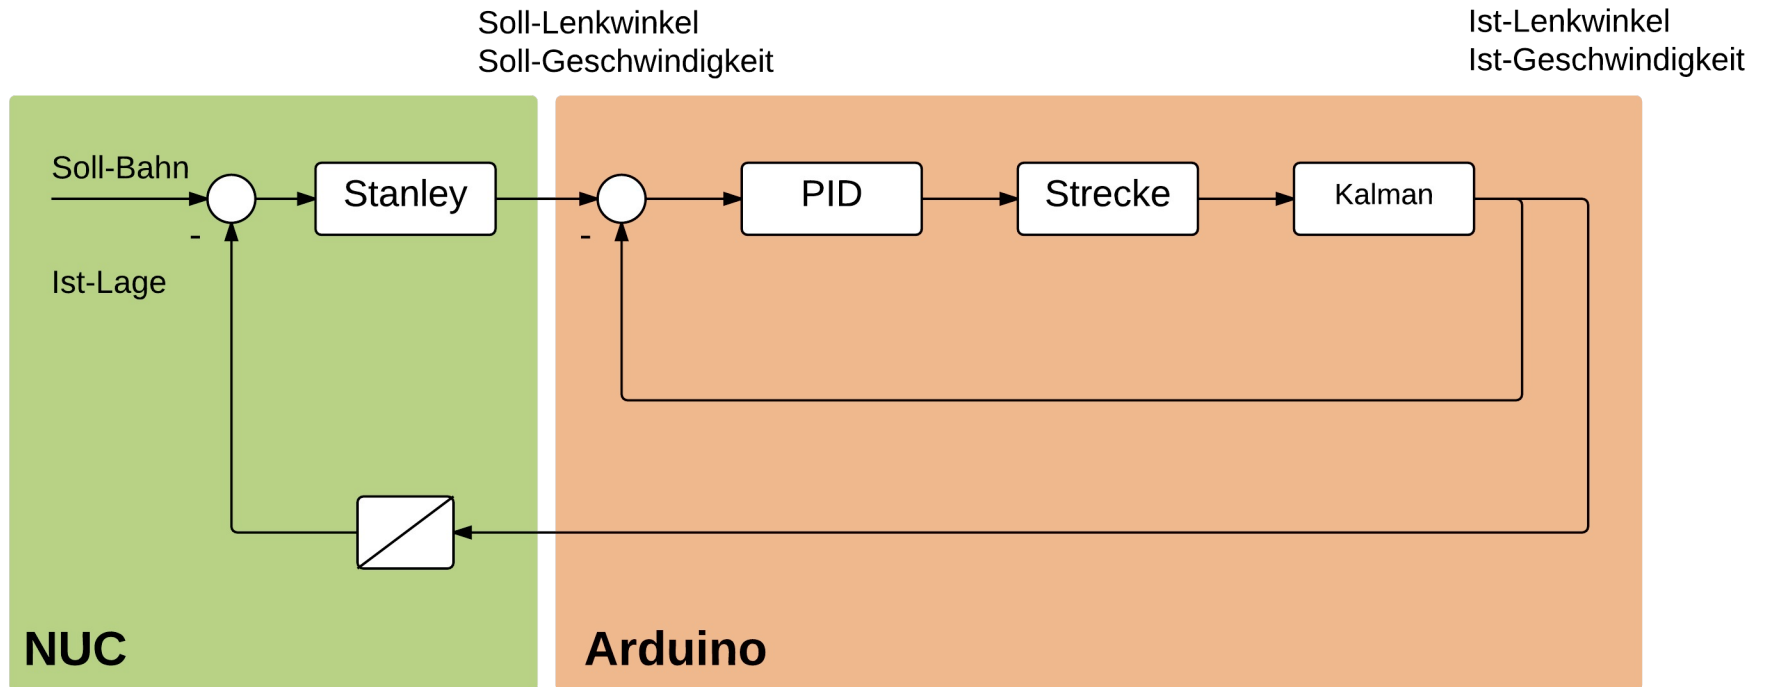 Soll-Lenkwinkel
Soll-Geschwindigkeit
Ist-Lenkwinkel
Ist-Geschwindigkeit
Soll-Bahn
Stanley
PID
Strecke
Kalman
-
-
Ist-Lage
NUC
Arduino